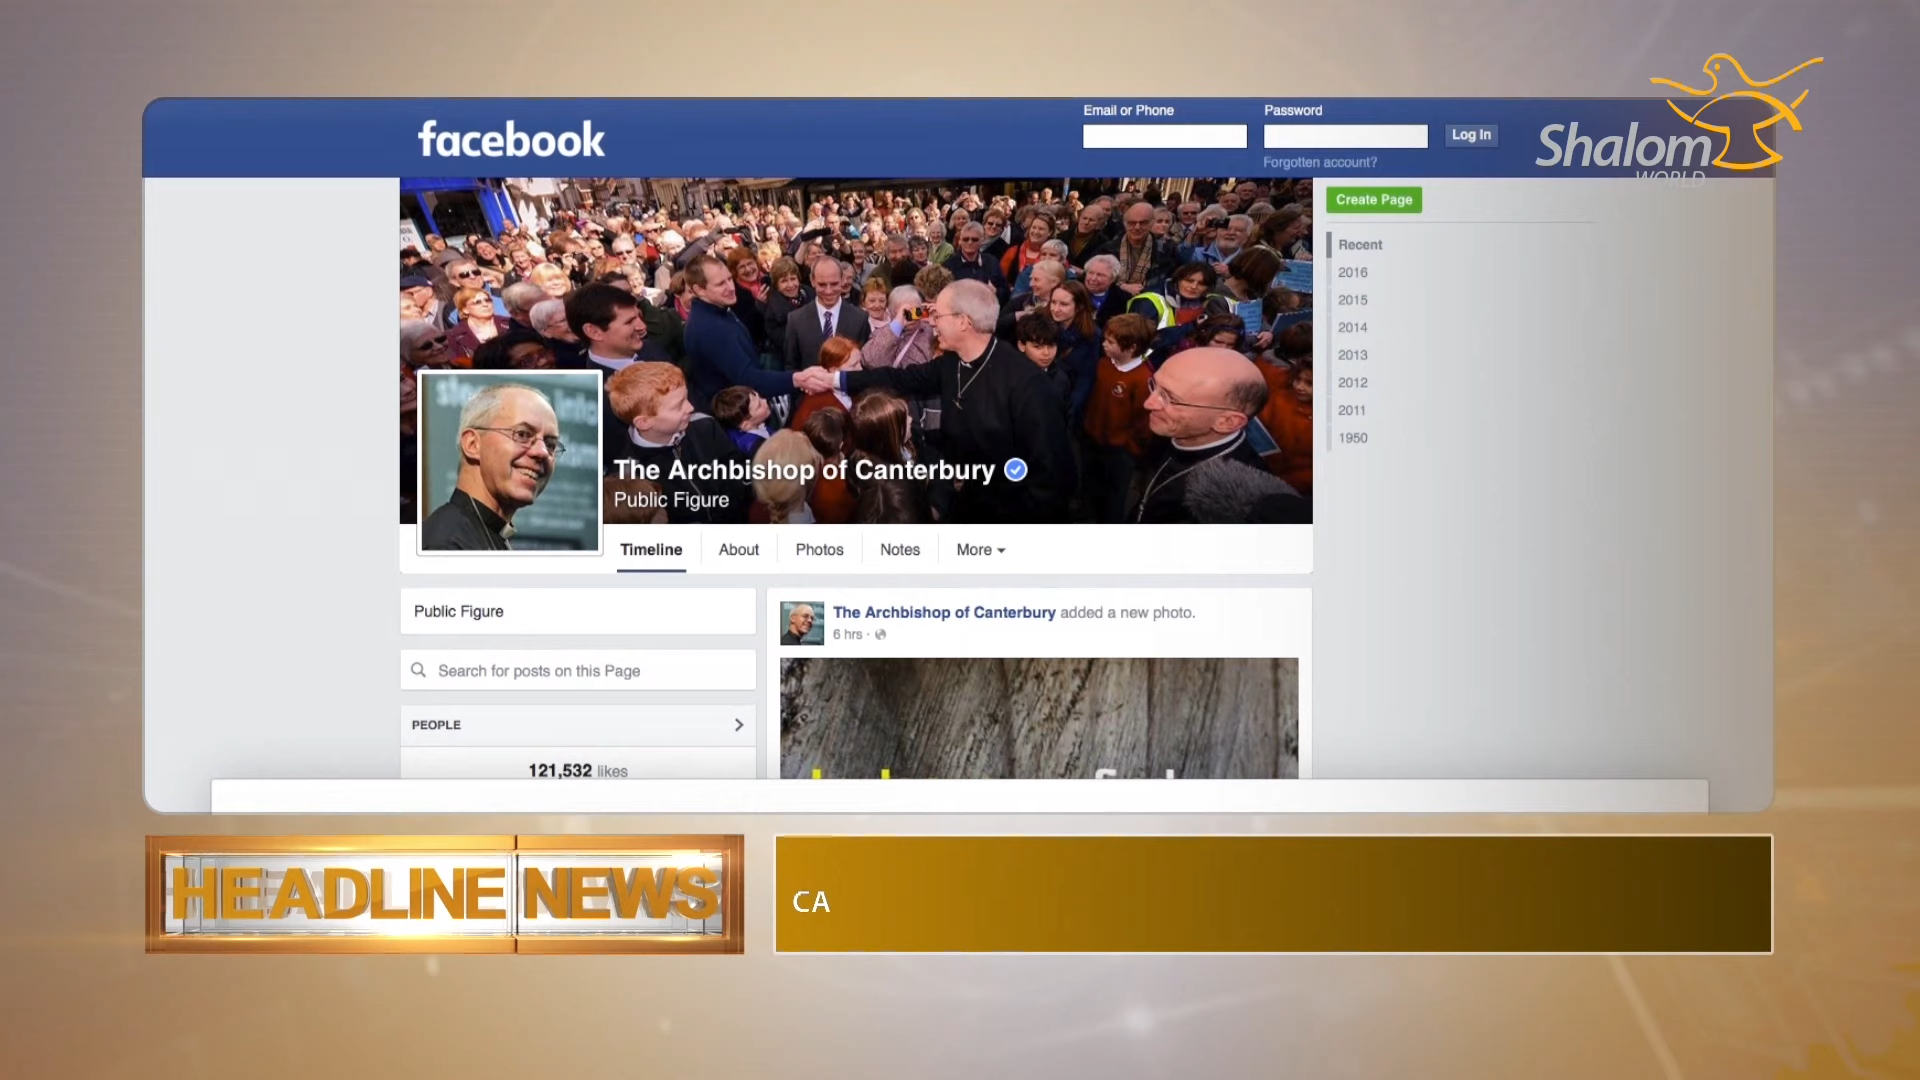 facebook
Email or Phone
Password
Log In
Forgotten account?
Shalom
WORLD
Create Page
Recent
2016
2015
2014
2013
2012
2011
1950
The Archbishop of Canterbury
Public Figure
Timeline
About
Photos
Notes
More
Public Figure
Search for posts on this Page
PEOPLE
121,532 likes
The Archbishop of Canterbury added a new photo.
6 hrs ·
HEADLINE NEWS
CA